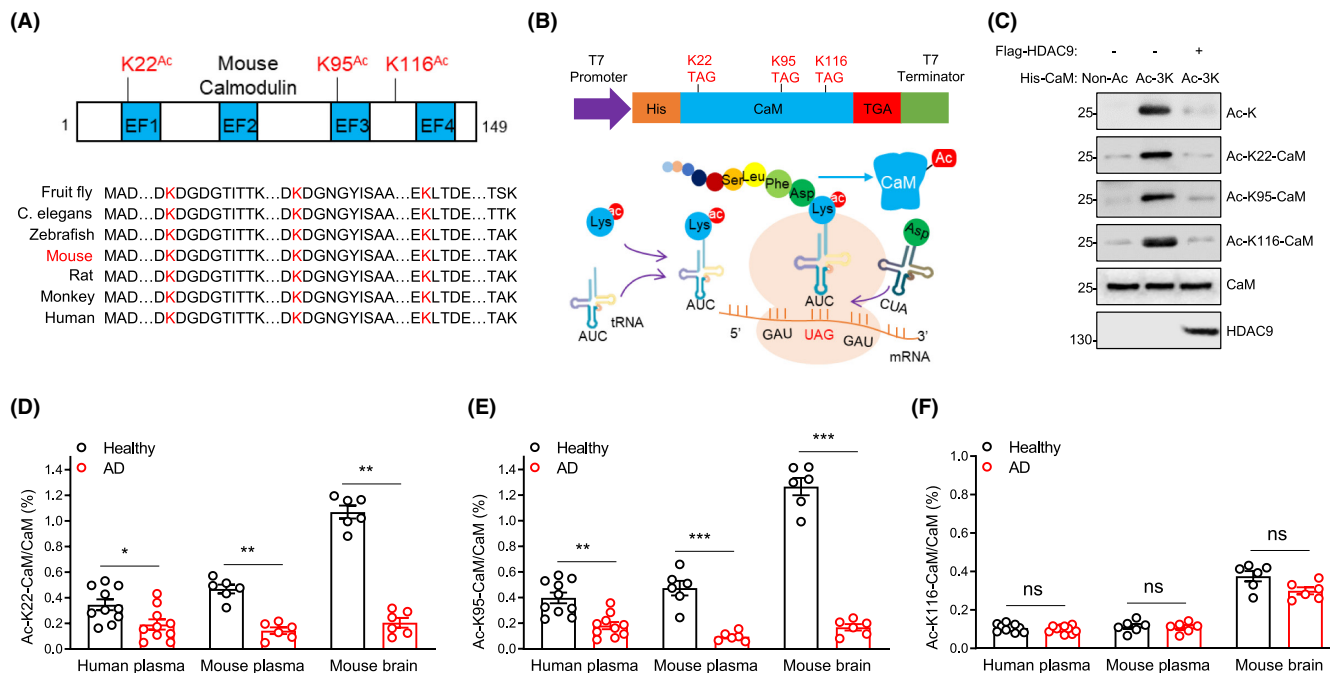 (A)
K22Ac
Mouse
Calmodulin
K95Ac
K116Ac
1
EF1
EF2
EF3
EF4
149
Fruit fly MAD...DKDGDGTITTK...DKDGNGYISAA...EKLTDE...TSK
C. elegans MAD...DKDGDGTITTK...DKDGNGYISAA...EKLTDE...TTK
Zebrafish MAD...DKDGDGTITTK...DKDGNGYISAA...EKLTDE...TAK
Mouse MAD...DKDGDGTITTK...DKDGNGYISAA...EKLTDE...TAK
Rat MAD...DKDGDGTITTK...DKDGNGYISAA...EKLTDE...TAK
Monkey MAD...DKDGDGTITTK...DKDGNGYISAA...EKLTDE...TAK
Human MAD...DKDGDGTITTK...DKDGNGYISAA...EKLTDE...TAK
(B)
T7
Promoter
K22
TAG
K95
TAG
K116
TAG
T7
Terminator
His
CaM
TGA
Ser
Leu
Phe
Asp
Lys
ac
CaM
Ac
Lys
ac
Lys
ac
Asp
AUC
tRNA
AUC
AUC
CUA
5'
GAU
UAG
GAU
3'
mRNA
(C)
Flag-HDAC9: - - +
His-CaM: Non-Ac Ac-3K Ac-3K
25 Ac-K
25 Ac-K22-CaM
25 Ac-K95-CaM
25 Ac-K116-CaM
25 CaM
130 HDAC9
(D)
Healthy
AD
Ac-K22-CaM/CaM (%)
1.4
1.2
1.0
0.8
0.6
0.4
0.2
0.0
*
**
**
Human plasma
Mouse plasma
Mouse brain
(E)
Healthy
AD
Ac-K95-CaM/CaM (%)
1.4
1.2
1.0
0.8
0.6
0.4
0.2
0.0
**
***
***
Human plasma
Mouse plasma
Mouse brain
(F)
Healthy
AD
Ac-K116-CaM/CaM (%)
1.0
0.8
0.6
0.4
0.2
0.0
ns
ns
ns
Human plasma
Mouse plasma
Mouse brain